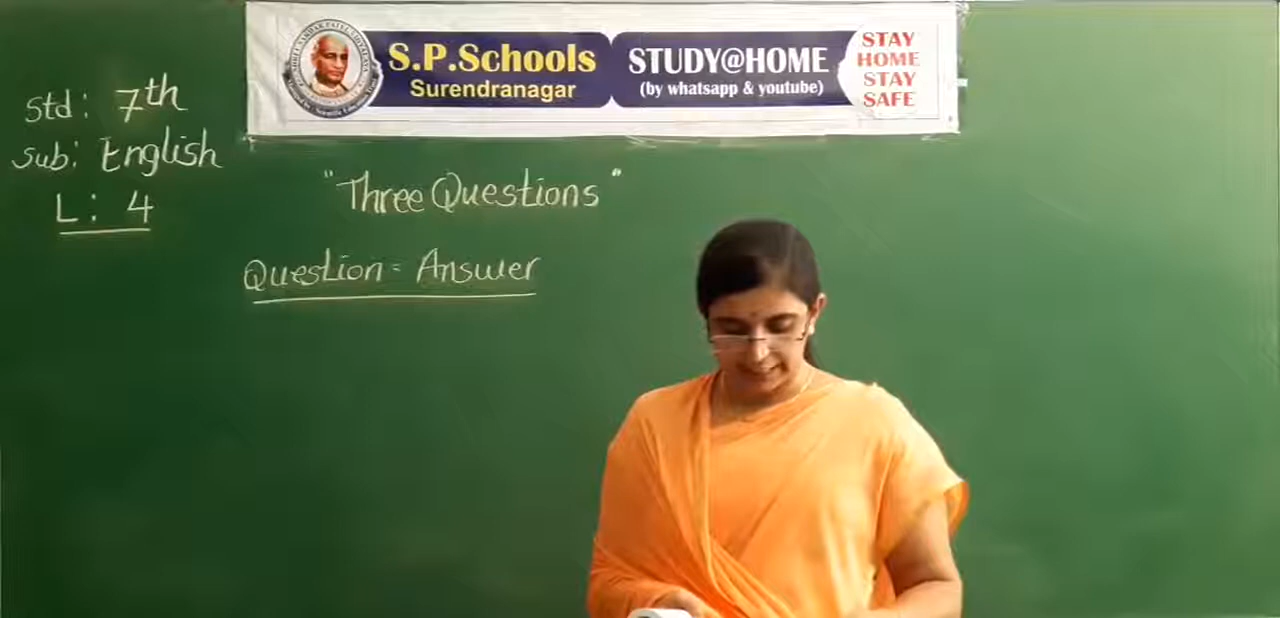 S.P.Schools
Surendranagar
STUDY@HOME
(by whatsapp & youtube)
STAY
HOME
STAY
SAFE
Std: 7th
Sub: English
L: 4
"Three Questions"
Question = Answer